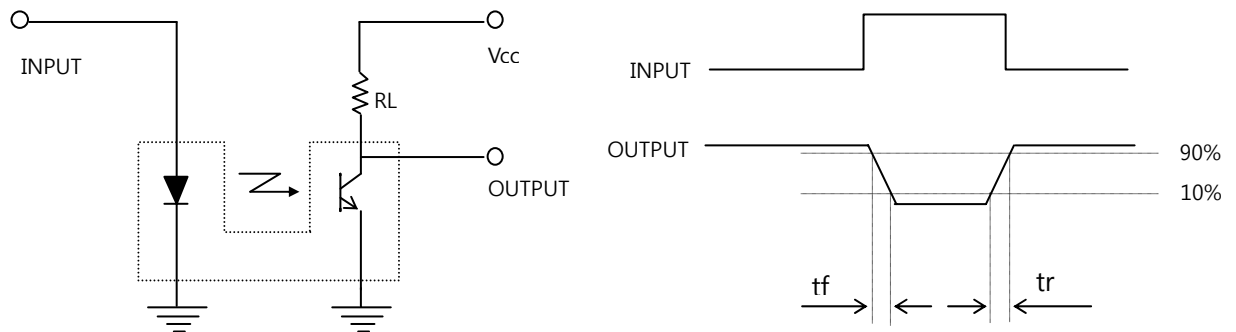 INPUT
Vcc
RL
OUTPUT
INPUT
OUTPUT
90%
10%
tf
tr